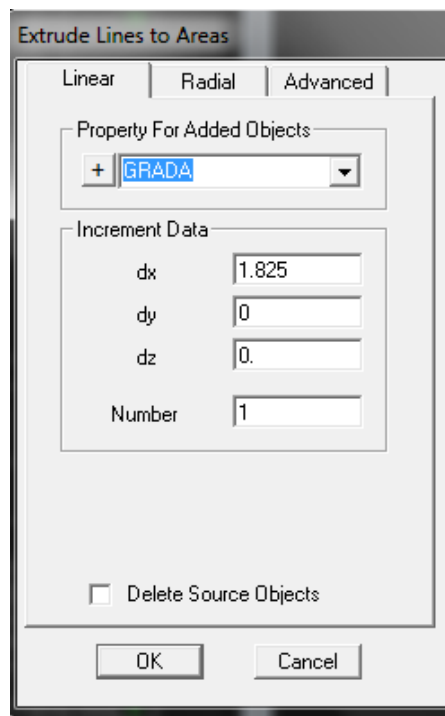 Extrude Lines to Areas
Linear Radial Advanced
Property For Added Objects
+ GRADA
Increment Data
dx 1.825
dy 0
dz 0.
Number 1
Delete Source Objects
OK Cancel